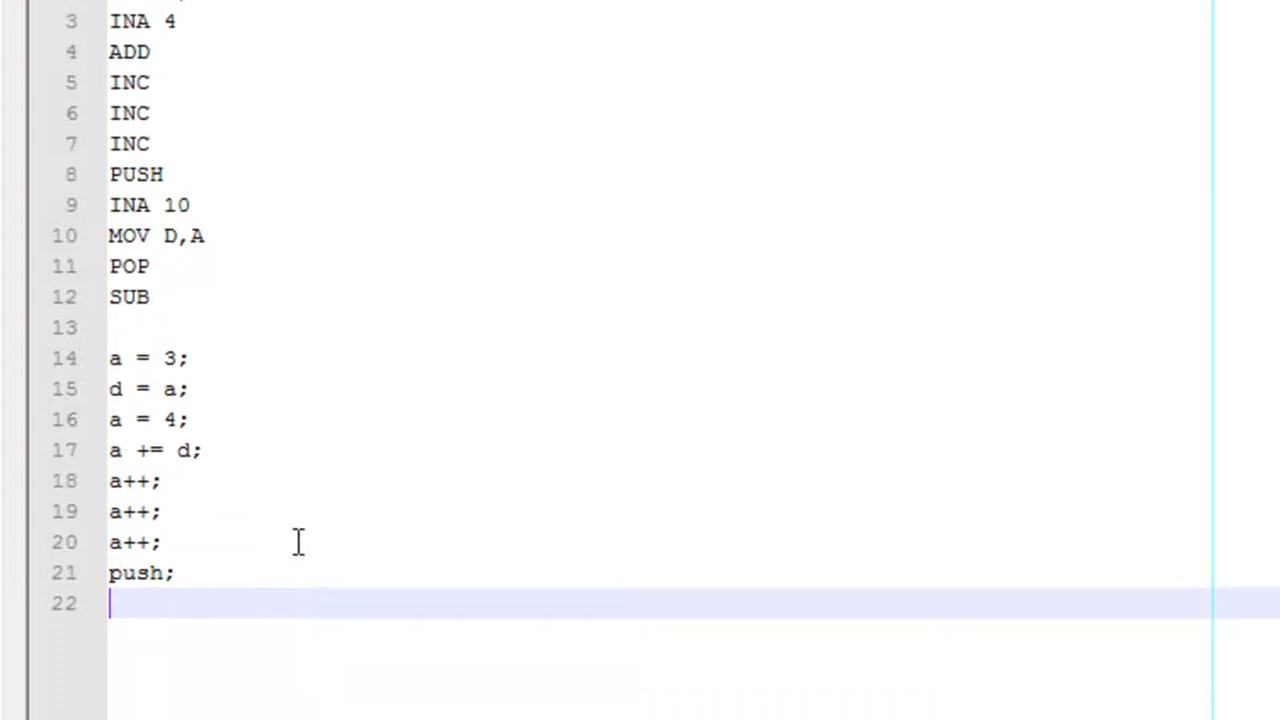 3 INA 4
4 ADD
5 INC
6 INC
7 INC
8 PUSH
9 INA 10
10 MOV D,A
11 POP
12 SUB
13
14 a = 3;
15 d = a;
16 a = 4;
17 a += d;
18 a++;
19 a++;
20 a++;
21 push;
22